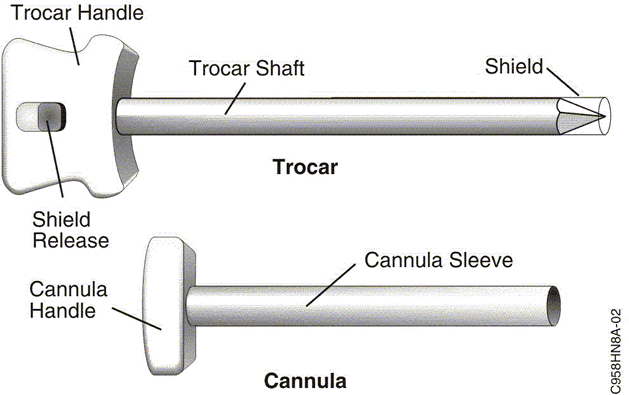 Trocar Handle
Trocar Shaft
Shield
Trocar
Shield
Release
Cannula Sleeve
Cannula
Handle
Cannula
C958HN8A-02